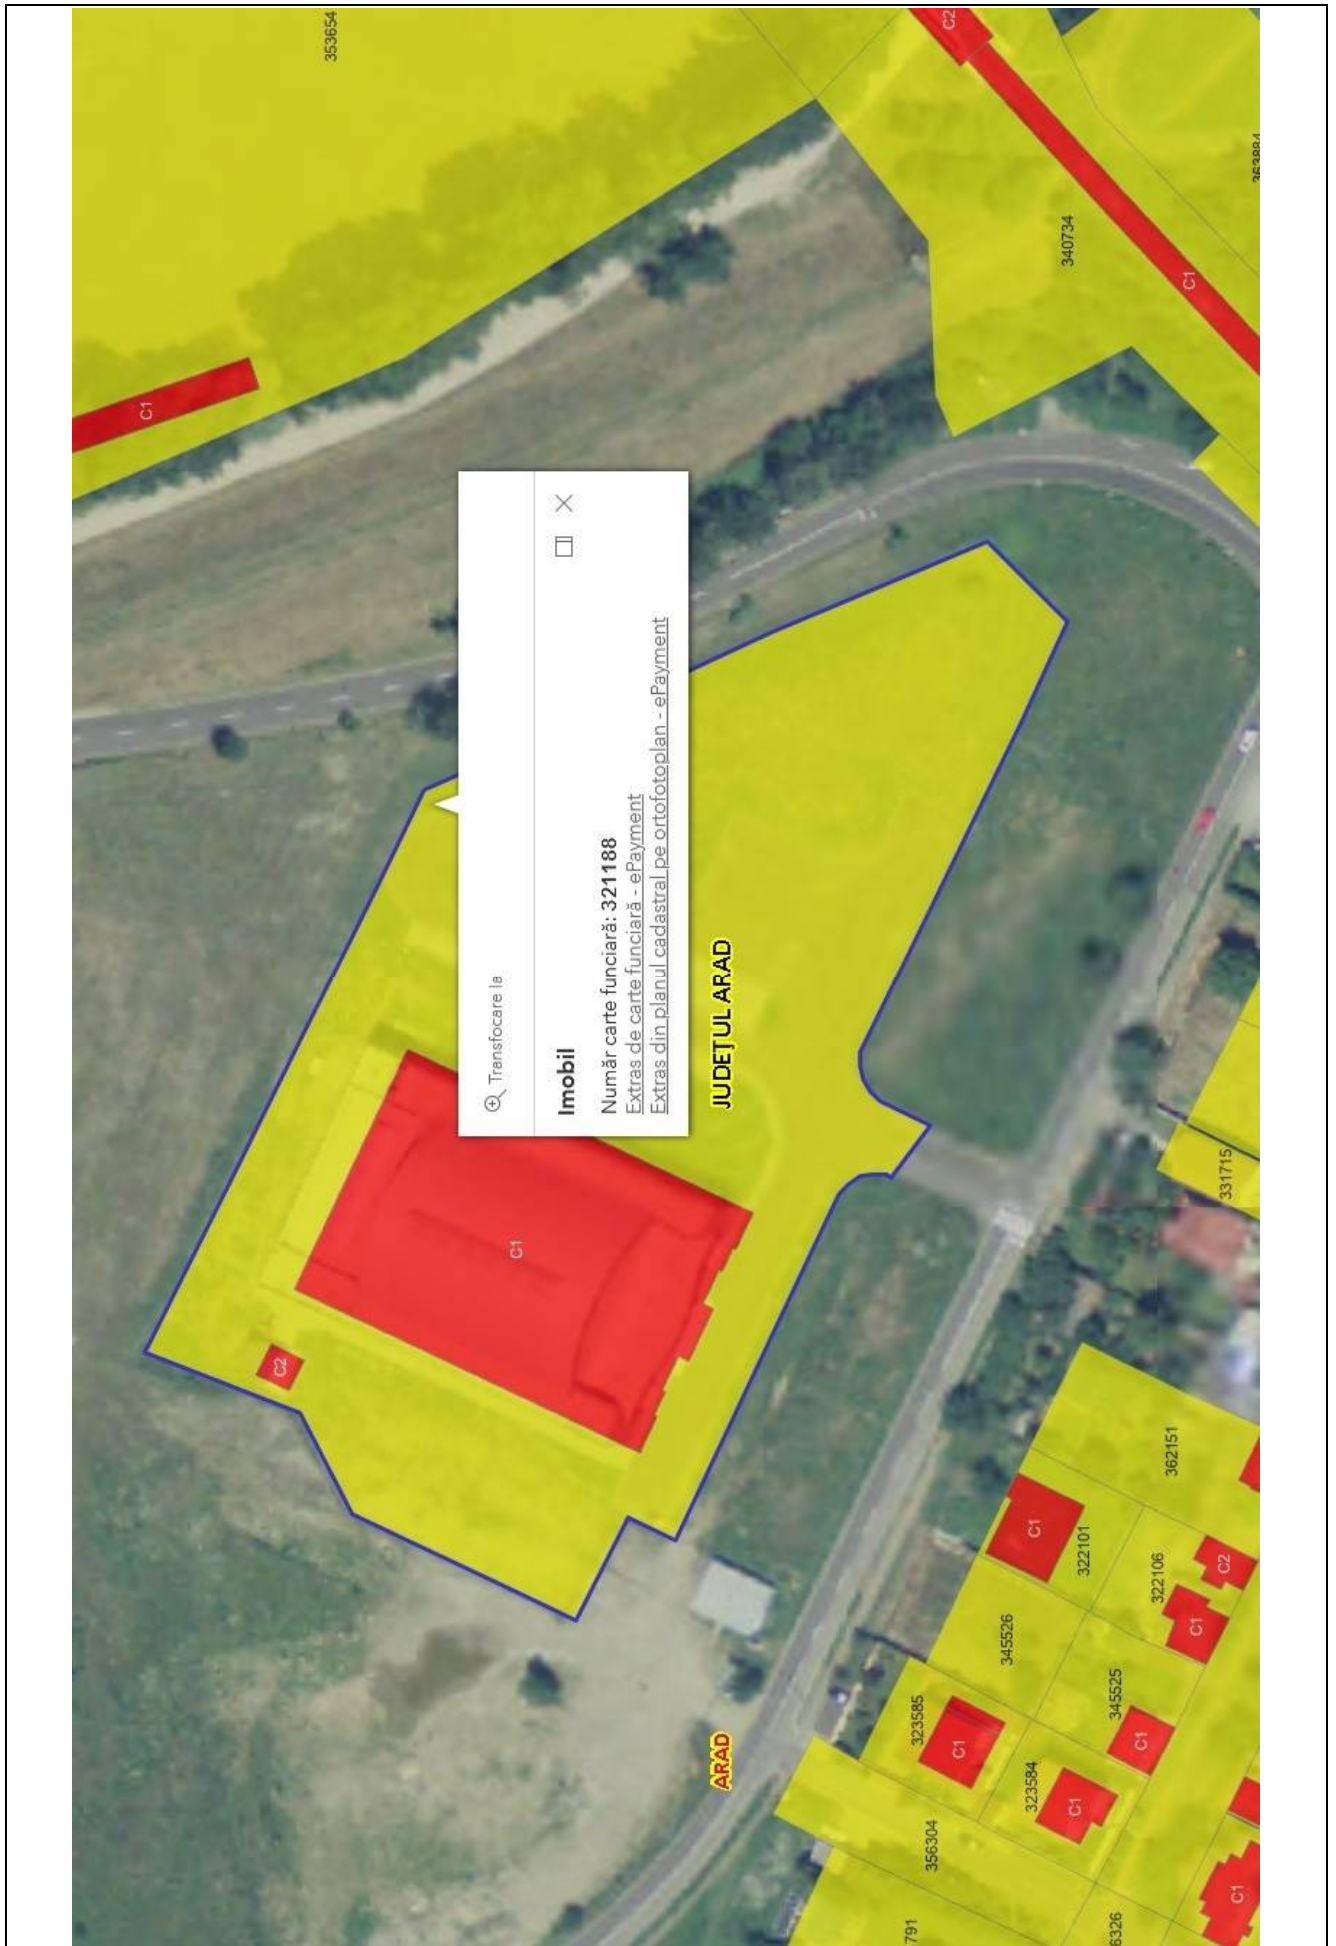 C1
C2
353654
Transfocare la
C1
Imobil
Număr carte funciară: 321188
Extras de carte funciară - ePayment
Extras din planul cadastral pe ortofotoplan - ePayment
ARAD
JUDEȚUL ARAD
791
323585
356304
C2
C1
345526
323584
C1
340734
C1
322101
6326
345525
C1
322106
362151
C1
C1
C2
331715
C1